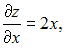 ∂z/∂x = 2x,